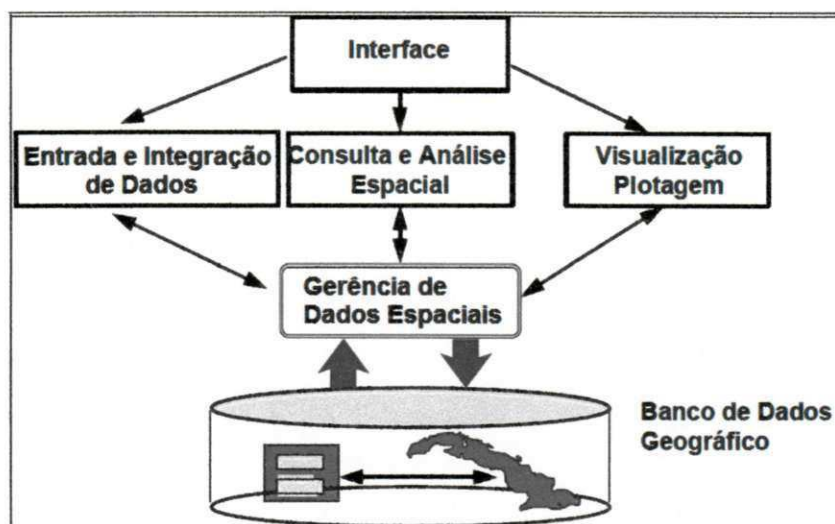 Interface
Entrada e Integração
de Dados
Consulta e Análise
Espacial
Visualização
Plotagem
Gerência de
Dados Espaciais
Banco de Dados
Geográfico